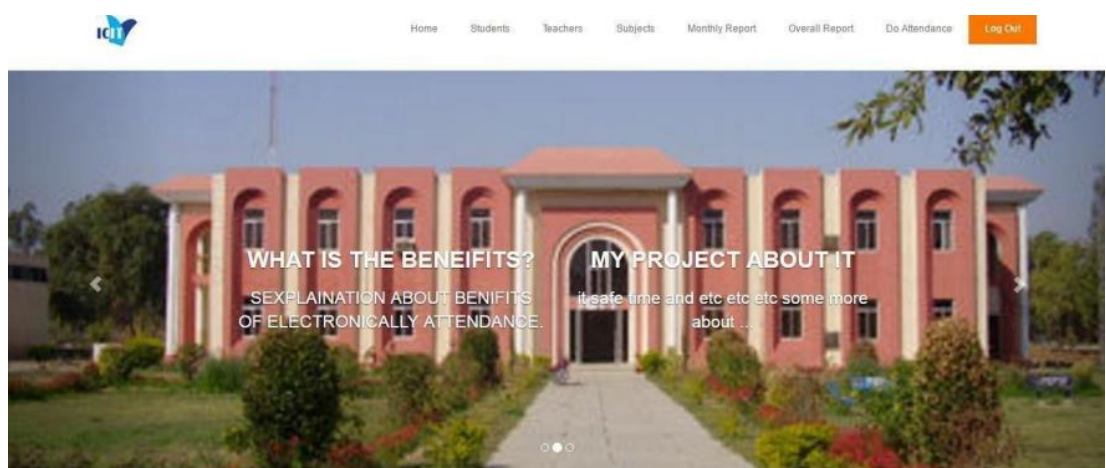 ICIT
Home Students Teachers Subjects Monthly Report Overall Report Do Attendance Log Out
WHAT IS THE BENEIFITS?
SEXPLAINATION ABOUT BENIFITS
OF ELECTRONICALLY ATTENDANCE.
MY PROJECT ABOUT IT
it safe time and etc etc etc some more
about ...